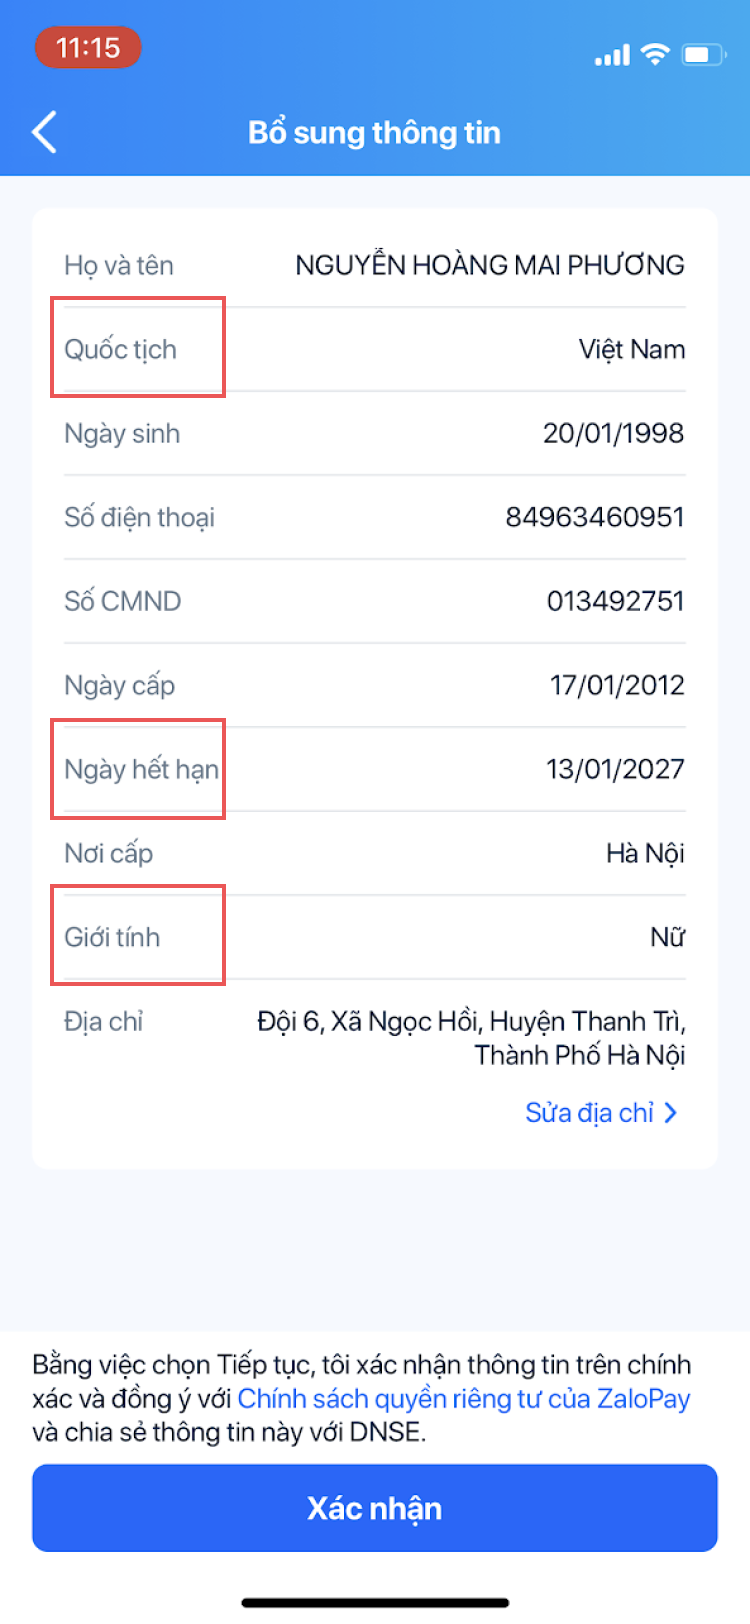 11:15
Bổ sung thông tin
Họ và tên NGUYỄN HOÀNG MAI PHƯƠNG
Quốc tịch Việt Nam
Ngày sinh 20/01/1998
Số điện thoại 84963460951
Số CMND 013492751
Ngày cấp 17/01/2012
Ngày hết hạn 13/01/2027
Nơi cấp Hà Nội
Giới tính Nữ
Địa chỉ Đội 6, Xã Ngọc Hồi, Huyện Thanh Trì,
Thành Phố Hà Nội
Sửa địa chỉ
Bằng việc chọn Tiếp tục, tôi xác nhận thông tin trên chính
xác và đồng ý với Chính sách quyền riêng tư của ZaloPay
và chia sẻ thông tin này với DNSE.
Xác nhận